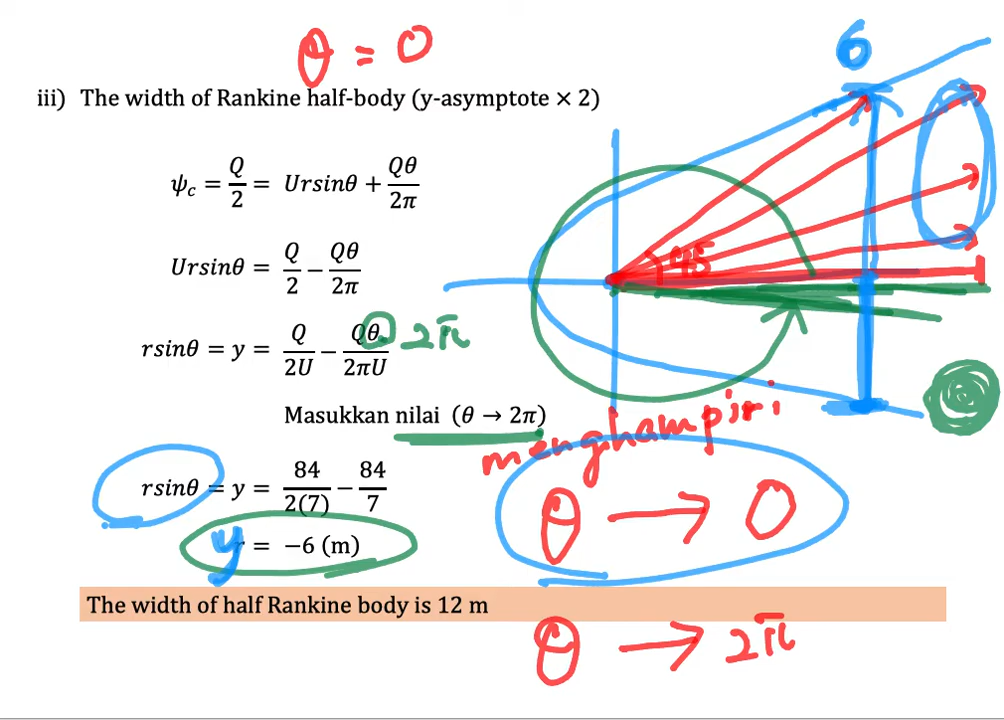 θ = 0
6
iii) The width of Rankine half-body (y-asymptote × 2)
ψc = Q/2 = Ursinθ + Qθ/2π
Ursinθ = Q/2 − Qθ/2π
45
rsinθ = y = Q/2U − Qθ/2πU 2π
Masukkan nilai (θ → 2π)
menghampiri
rsinθ = y = 84/2(7) − 84/7
θ → 0
y = −6 (m)
The width of half Rankine body is 12 m
θ → 2π